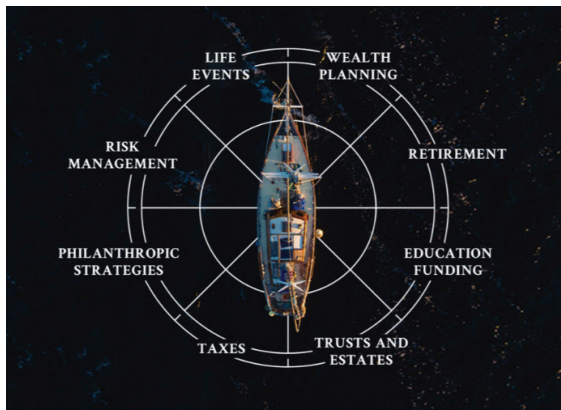 LIFE
EVENTS
WEALTH
PLANNING
RISK
MANAGEMENT
RETIREMENT
PHILANTHROPIC
STRATEGIES
EDUCATION
FUNDING
TAXES
TRUSTS AND
ESTATES